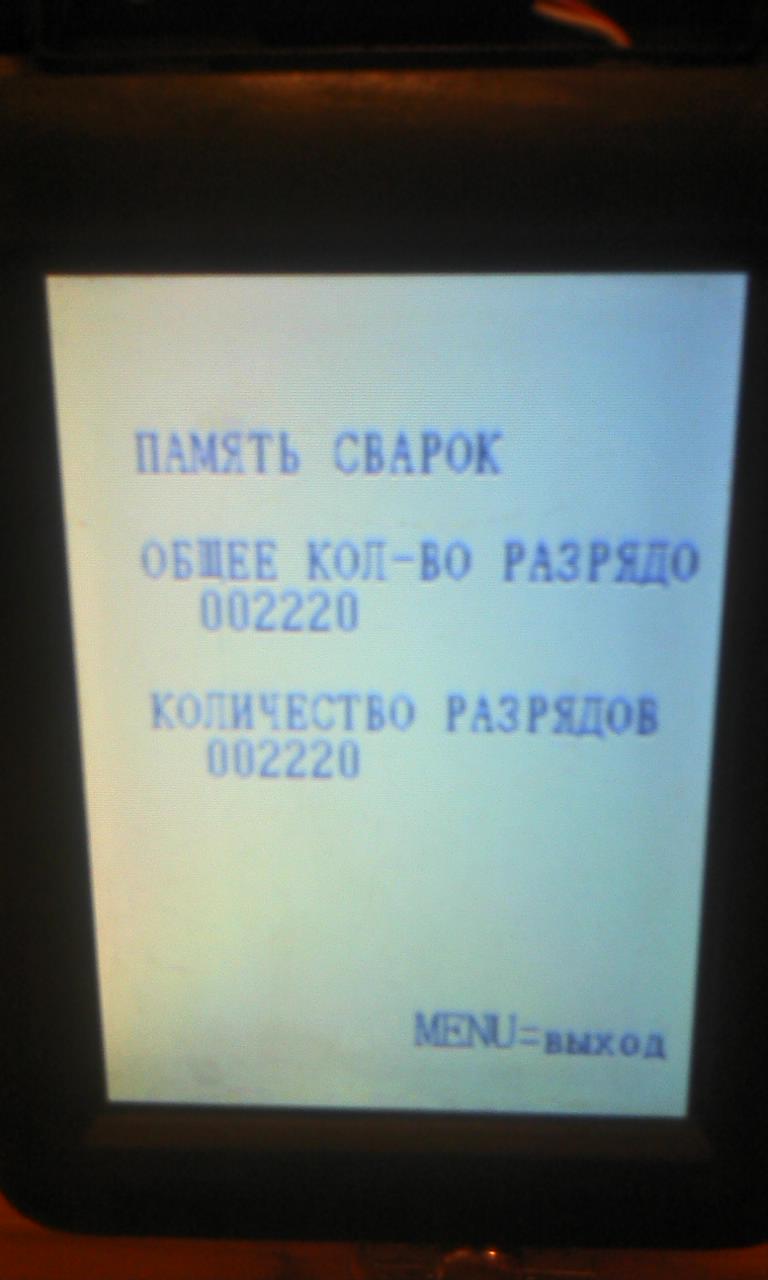 ПАМЯТЬ СВАРОК
ОБЩЕЕ КОЛ-ВО РАЗРЯДО
002220
КОЛИЧЕСТВО РАЗРЯДОВ
002220
MENU=выход